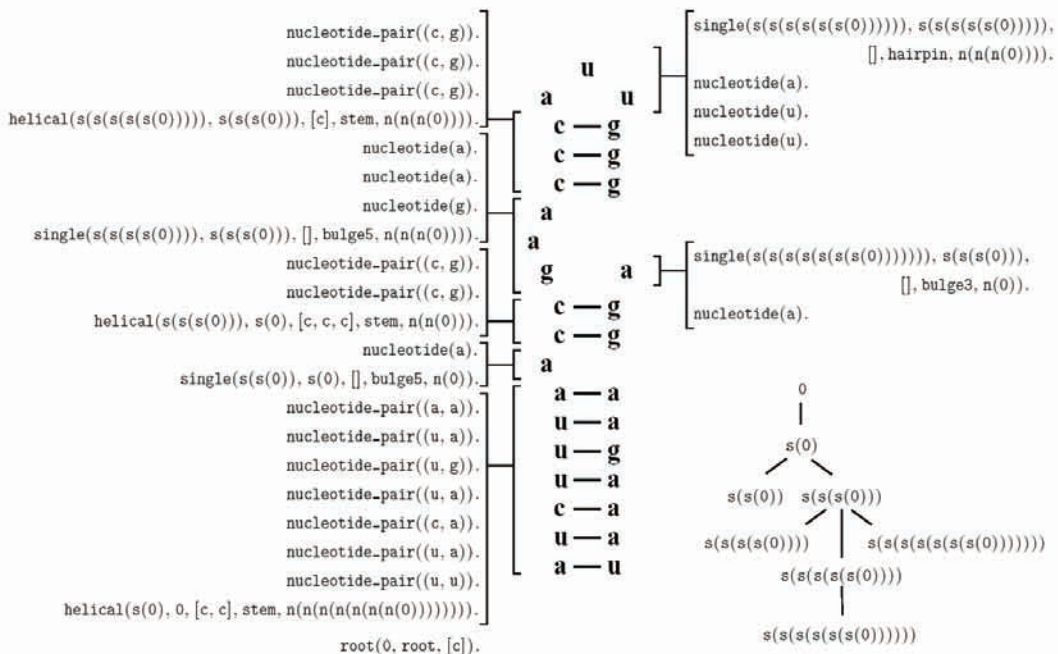 nucleotide_pair((c, g)).
nucleotide_pair((c, g)).
nucleotide_pair((c, g)).
helical(s(s(s(s(s(0))))), s(s(s(0))), [c], stem, n(n(n(0)))).
nucleotide(a).
nucleotide(a).
nucleotide(g).
single(s(s(s(s(0)))), s(s(s(0))), [], bulge5, n(n(n(0)))).
nucleotide_pair((c, g)).
nucleotide_pair((c, g)).
helical(s(s(s(0))), s(0), [c, c, c], stem, n(n(0))).
nucleotide(a).
single(s(s(0)), s(0), [], bulge5, n(0)).
nucleotide_pair((a, a)).
nucleotide_pair((u, a)).
nucleotide_pair((u, g)).
nucleotide_pair((u, a)).
nucleotide_pair((c, a)).
nucleotide_pair((u, a)).
nucleotide_pair((u, u)).
helical(s(0), 0, [c, c], stem, n(n(n(n(n(n(n(0)))))))).
root(0, root, [c]).
u
a u
c g
c g
c g
a
a
g a
c g
c g
a
a a
u a
u g
u a
c a
u a
a u
single(s(s(s(s(s(s(0)))))), s(s(s(s(s(0))))),
[], hairpin, n(n(n(0)))).
nucleotide(a).
nucleotide(u).
nucleotide(u).
single(s(s(s(s(s(s(s(0))))))), s(s(s(0))),
[], bulge3, n(0)).
nucleotide(a).
0
s(0)
s(s(0)) s(s(s(0)))
s(s(s(s(0)))) s(s(s(s(s(s(s(0)))))))
s(s(s(s(s(0)))))
s(s(s(s(s(s(0))))))